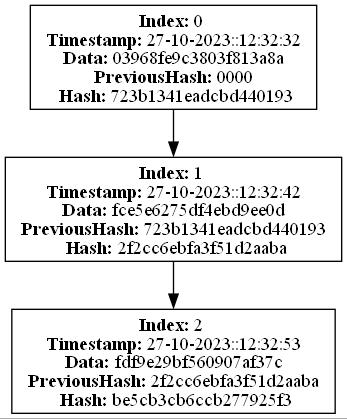 Index: 0
Timestamp: 27-10-2023::12:32:32
Data: 03968fe9c3803f813a8a
PreviousHash: 0000
Hash: 723b1341eadcbd440193
Index: 1
Timestamp: 27-10-2023::12:32:42
Data: fce5e6275df4ebd9ee0d
PreviousHash: 723b1341eadcbd440193
Hash: 2f2cc6ebfa3f51d2aaba
Index: 2
Timestamp: 27-10-2023::12:32:53
Data: fdf9e29bf560907af37c
PreviousHash: 2f2cc6ebfa3f51d2aaba
Hash: be5cb3cb6ccb277925f3